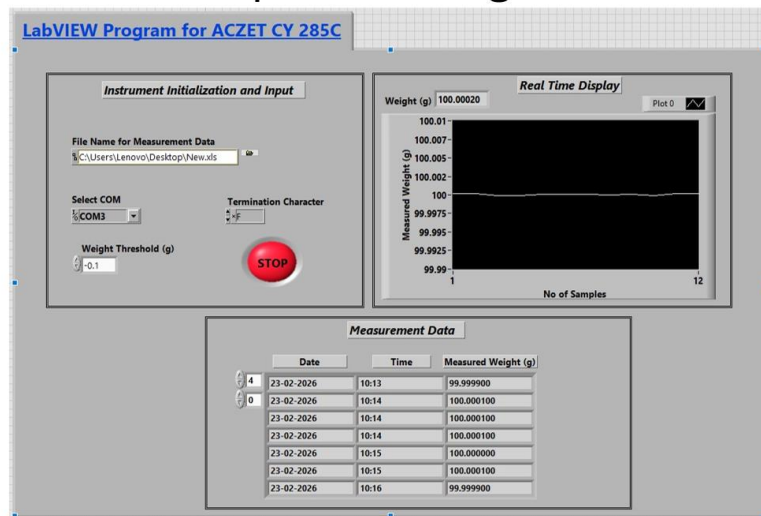 LabVIEW Program for ACZET CY 285C
Instrument Initialization and Input
File Name for Measurement Data
C:\Users\Lenovo\Desktop\New.xls
Select COM
COM3
Termination Character
xF
Weight Threshold (g)
-0.1
STOP
Real Time Display
Weight (g) 100.00020
Plot 0
Measured Weight (g)
100.01
100.007
100.005
100.002
100
99.9975
99.995
99.9925
99.99
1 12
No of Samples
Measurement Data
Date Time Measured Weight (g)
4 23-02-2026 10:13 99.999900
0 23-02-2026 10:14 100.000100
23-02-2026 10:14 100.000100
23-02-2026 10:14 100.000100
23-02-2026 10:15 100.000000
23-02-2026 10:15 100.000100
23-02-2026 10:16 99.999900